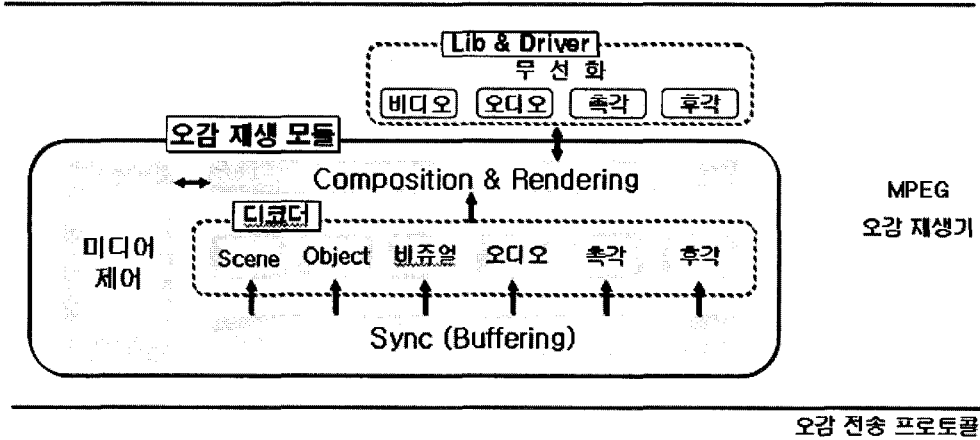 Lib & Driver
무 선 화
비디오 오디오 촉각 후각
오감 재생 모듈
Composition & Rendering
디코더
미디어
제어
Scene Object 비쥬얼 오디오 촉각 후각
Sync (Buffering)
MPEG
오감 재생기
오감 전송 프로토콜